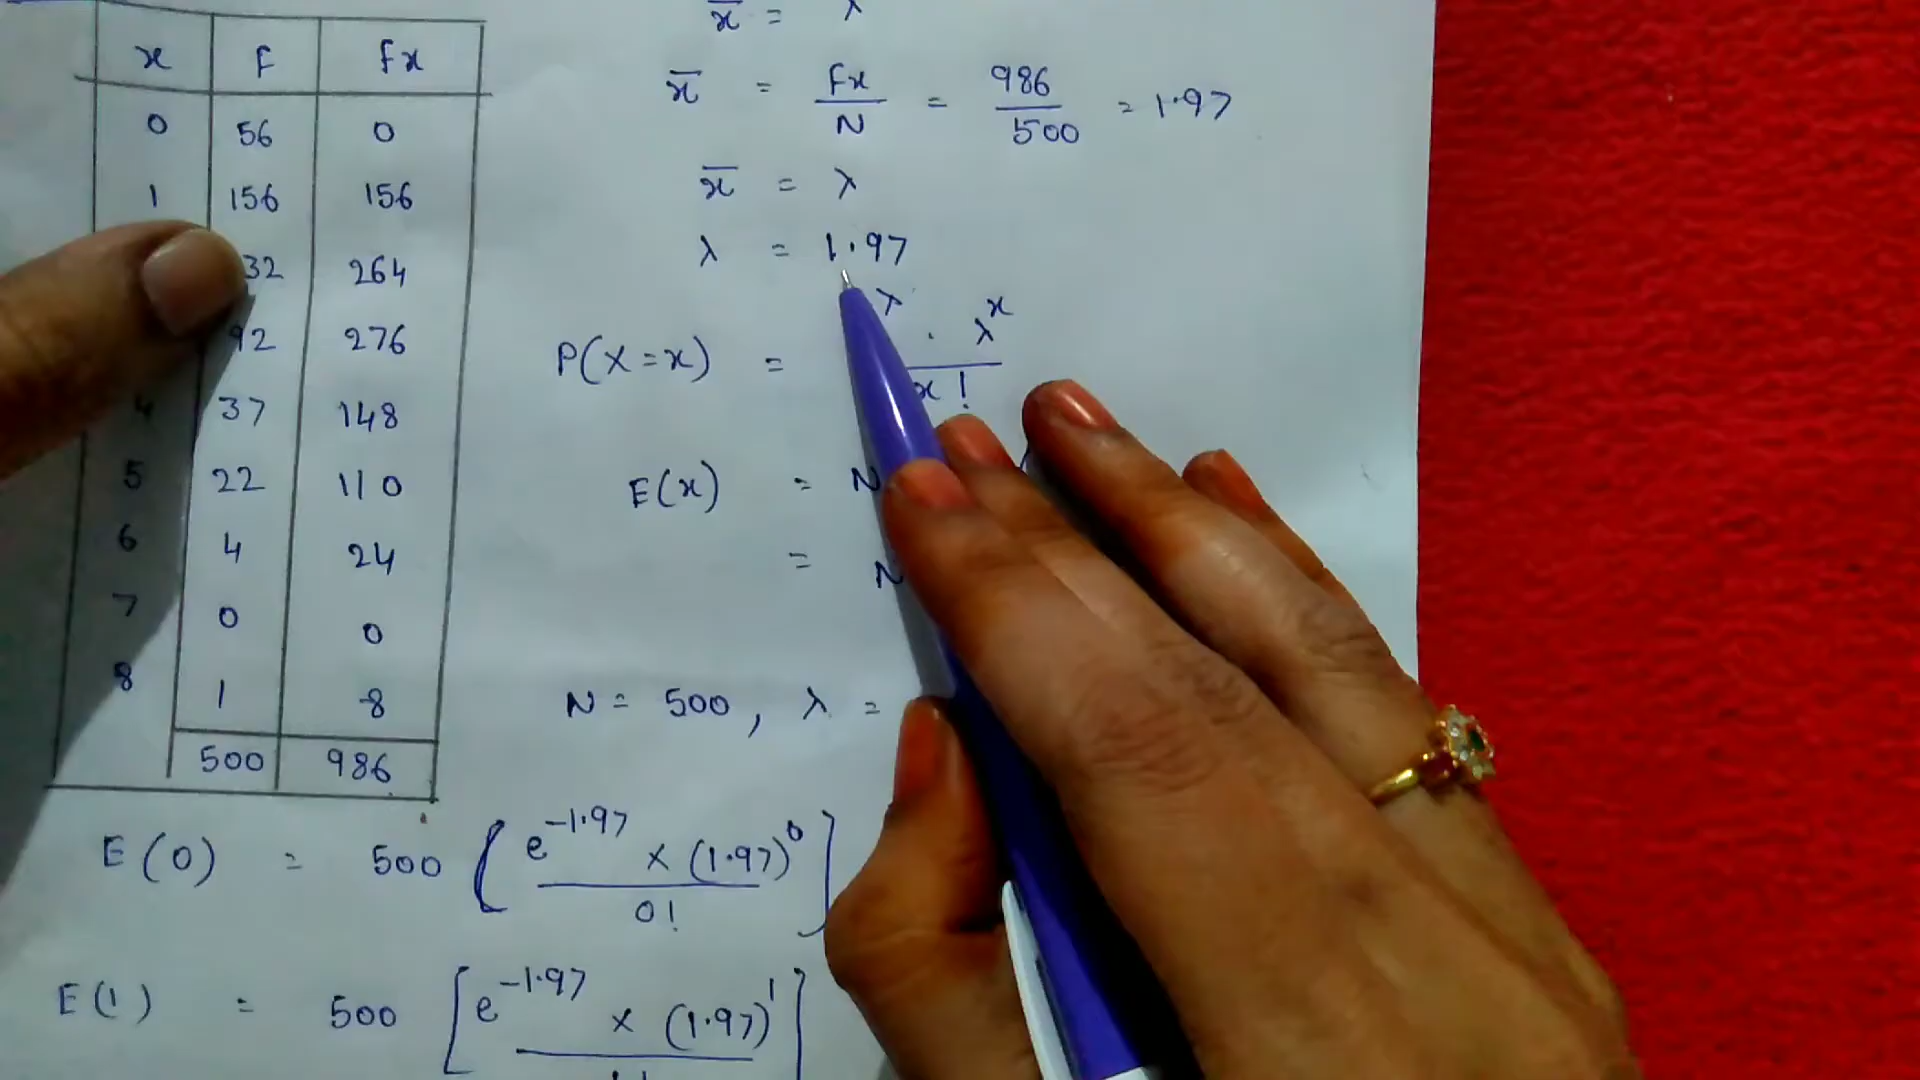 x F Fx
0 56 0
1 156 156
32 264
92 276
4 37 148
5 22 110
6 4 24
7 0 0
8 1 8
500 986
x̄ = λ
x̄ = Fx/N = 986/500 = 1.97
x̄ = λ
λ = 1.97
P(X=x) = λ . λ^x / x!
E(x) = N
= N
N = 500, λ =
E(0) = 500 [e^-1.97 × (1.97)^0 / 0!]
E(1) = 500 [e^-1.97 × (1.97)^1]